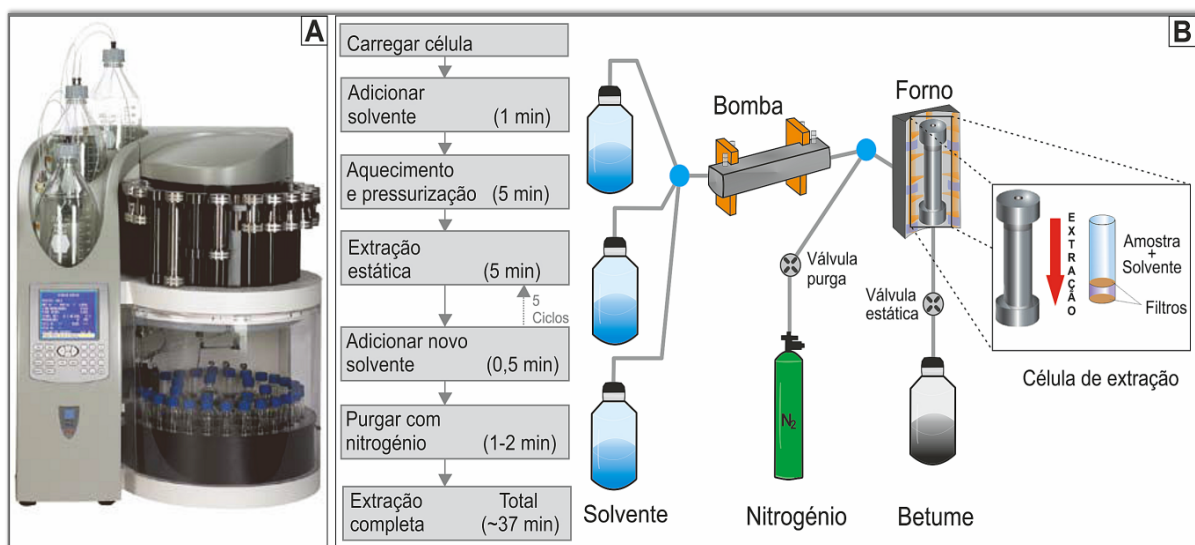 A
Carregar célula
Adicionar
solvente (1 min)
Aquecimento
e pressurização (5 min)
Extração
estática (5 min)
5
Ciclos
Adicionar novo
solvente (0,5 min)
Purgar com
nitrogénio (1-2 min)
Extração Total
completa (~37 min)
B
Bomba
Forno
Válvula
purga
Válvula
estática
EXTRAÇÃO
Amostra
+
Solvente
Filtros
Célula de extração
N2
Solvente
Nitrogénio
Betume